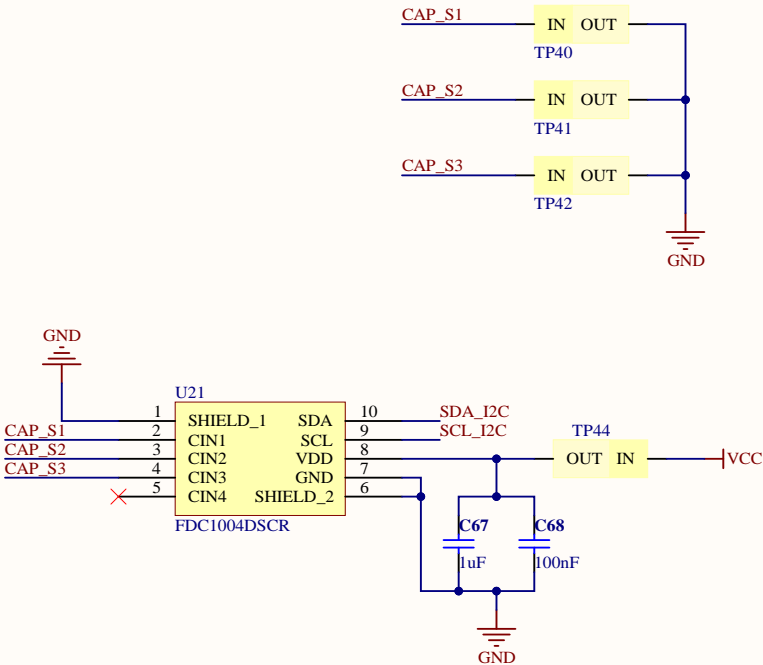 CAP_S1
IN OUT
TP40
CAP_S2
IN OUT
TP41
CAP_S3
IN OUT
TP42
GND
GND
U21
1 SHIELD_1 SDA 10 SDA_I2C
CAP_S1 2 CIN1 SCL 9 SCL_I2C
CAP_S2 3 CIN2 VDD 8
CAP_S3 4 CIN3 GND 7
5 CIN4 SHIELD_2 6
FDC1004DSCR
TP44
OUT IN
VCC
C67
1uF
C68
100nF
GND